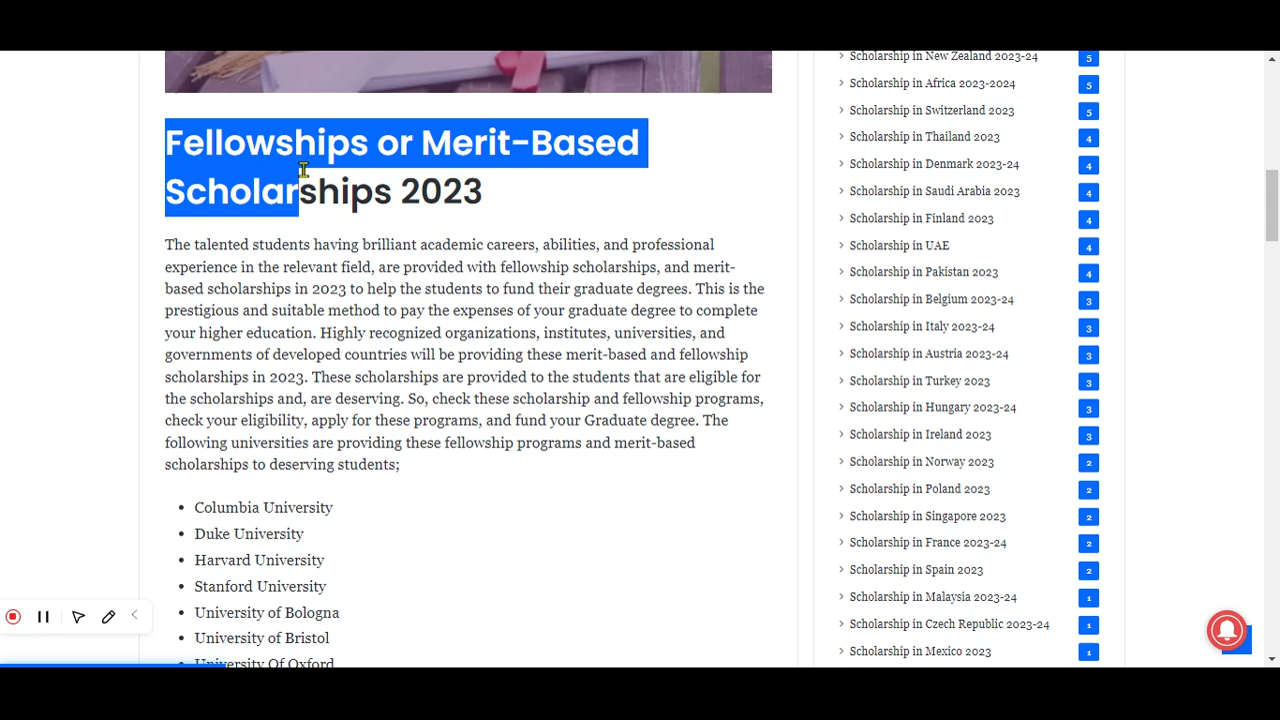 Fellowships or Merit-Based
Scholarships 2023
The talented students having brilliant academic careers, abilities, and professional
experience in the relevant field, are provided with fellowship scholarships, and merit-
based scholarships in 2023 to help the students to fund their graduate degrees. This is the
prestigious and suitable method to pay the expenses of your graduate degree to complete
your higher education. Highly recognized organizations, institutes, universities, and
governments of developed countries will be providing these merit-based and fellowship
scholarships in 2023. These scholarships are provided to the students that are eligible for
the scholarships and, are deserving. So, check these scholarship and fellowship programs,
check your eligibility, apply for these programs, and fund your Graduate degree. The
following universities are providing these fellowship programs and merit-based
scholarships to deserving students;
• Columbia University
• Duke University
• Harvard University
• Stanford University
• University of Bologna
• University of Bristol
• University Of Oxford
Scholarship in New Zealand 2023-24 5
Scholarship in Africa 2023-2024 5
Scholarship in Switzerland 2023 5
Scholarship in Thailand 2023 4
Scholarship in Denmark 2023-24 4
Scholarship in Saudi Arabia 2023 4
Scholarship in Finland 2023 4
Scholarship in UAE 4
Scholarship in Pakistan 2023 4
Scholarship in Belgium 2023-24 3
Scholarship in Italy 2023-24 3
Scholarship in Austria 2023-24 3
Scholarship in Turkey 2023 3
Scholarship in Hungary 2023-24 3
Scholarship in Ireland 2023 3
Scholarship in Norway 2023 2
Scholarship in Poland 2023 2
Scholarship in Singapore 2023 2
Scholarship in France 2023-24 2
Scholarship in Spain 2023 2
Scholarship in Malaysia 2023-24 1
Scholarship in Czech Republic 2023-24 1
Scholarship in Mexico 2023 1